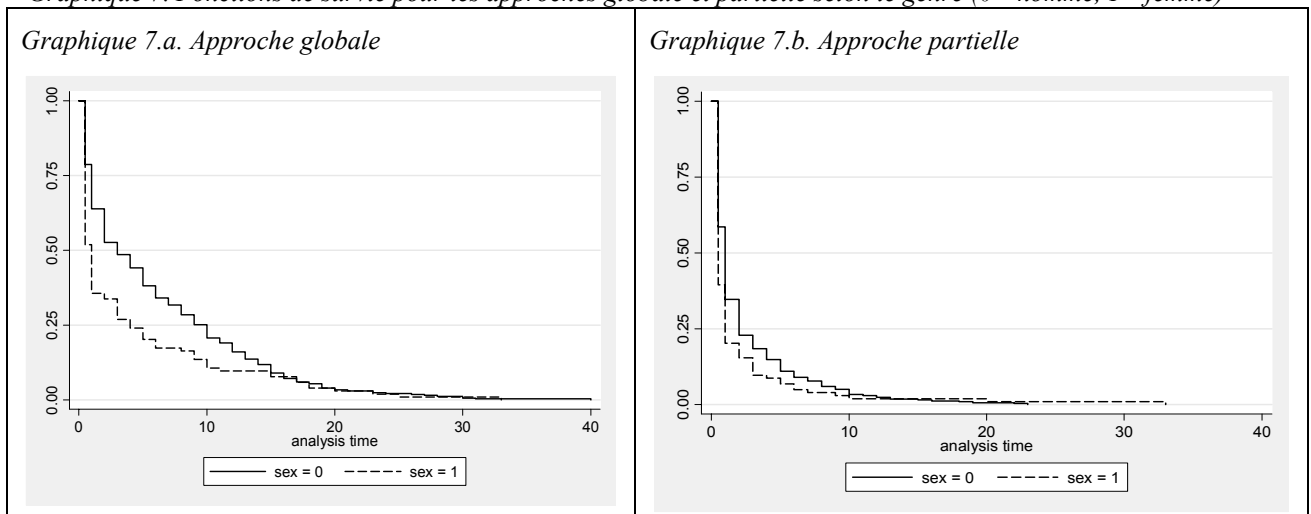 Graphique 7.a. Approche globale
1.00
0.75
0.50
0.25
0.00
0 10 20 30 40
analysis time
sex = 0 sex = 1
Graphique 7.b. Approche partielle
1.00
0.75
0.50
0.25
0.00
0 10 20 30 40
analysis time
sex = 0 sex = 1